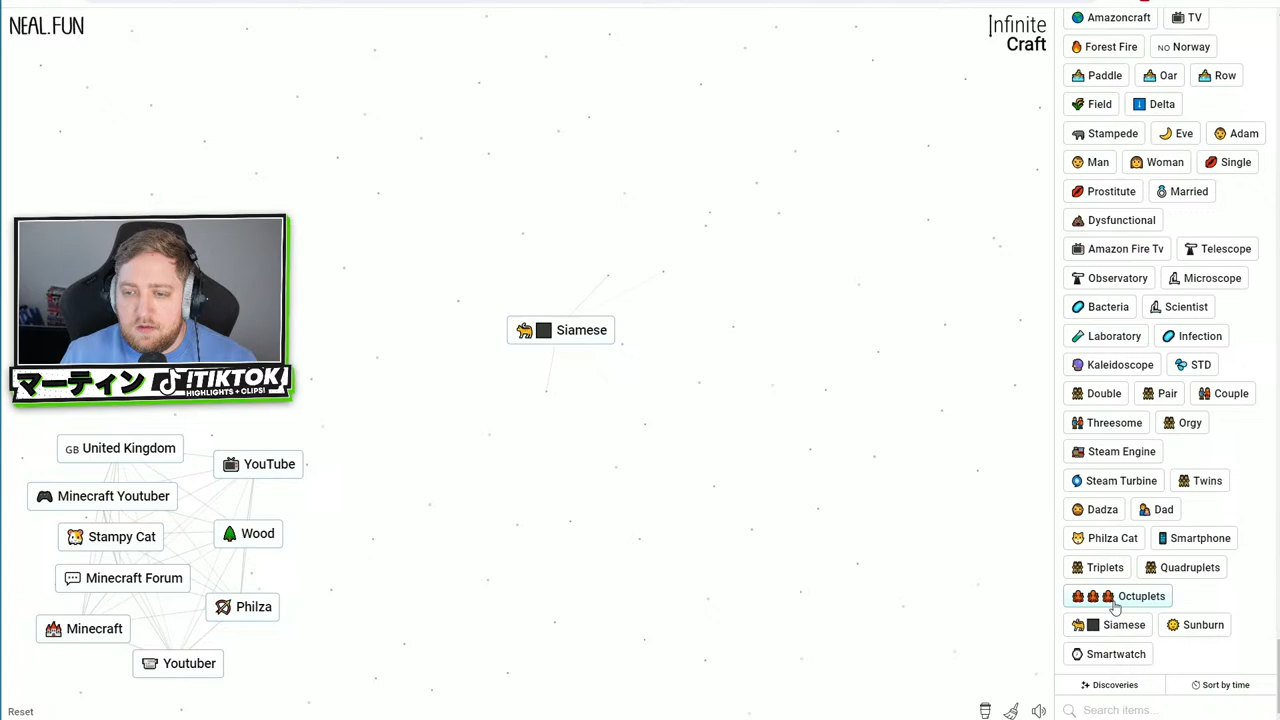 NEAL.FUN
Infinite
Craft
Amazoncraft
TV
Forest Fire
NO Norway
Paddle
Oar
Row
Field
Delta
Stampede
Eve
Adam
Man
Woman
Single
Prostitute
Married
Dysfunctional
Amazon Fire Tv
Telescope
Observatory
Microscope
Bacteria
Scientist
Laboratory
Infection
Kaleidoscope
STD
Double
Pair
Couple
Threesome
Orgy
Steam Engine
Steam Turbine
Twins
Dadza
Dad
Philza Cat
Smartphone
Triplets
Quadruplets
Octuplets
Siamese
Sunburn
Smartwatch
Discoveries
Sort by time
Search items...
Siamese
マーティン !TIKTOK
HIGHLIGHTS + CLIPS!
GB United Kingdom
YouTube
Minecraft Youtuber
Stampy Cat
Wood
Minecraft Forum
Philza
Minecraft
Youtuber
Reset